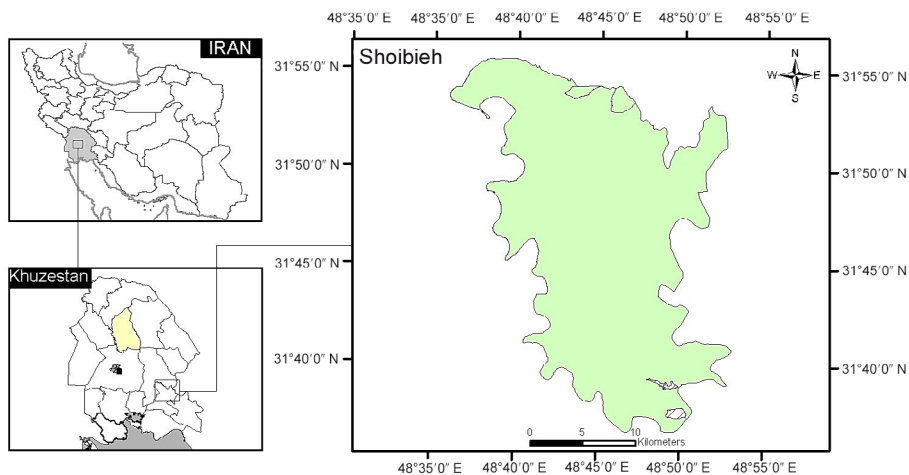 48°35'0" E 48°40'0" E 48°45'0" E 48°50'0" E 48°55'0" E
IRAN
Shoibieh
N
W E
S
31°55'0" N
31°55'0" N
31°50'0" N
31°50'0" N
31°45'0" N
31°45'0" N
Khuzestan
31°40'0" N
31°40'0" N
0 5 10
Kilometers
48°35'0" E 48°40'0" E 48°45'0" E 48°50'0" E 48°55'0" E